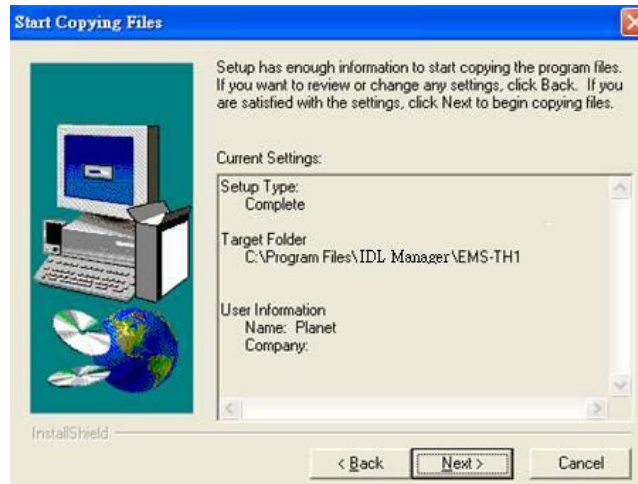 Start Copying Files
Setup has enough information to start copying the program files.
If you want to review or change any settings, click Back. If you
are satisfied with the settings, click Next to begin copying files.
Current Settings:
Setup Type:
Complete
Target Folder
C:\Program Files\IDL Manager\EMS-TH1
User Information
Name: Planet
Company:
InstallShield
< Back
Next >
Cancel